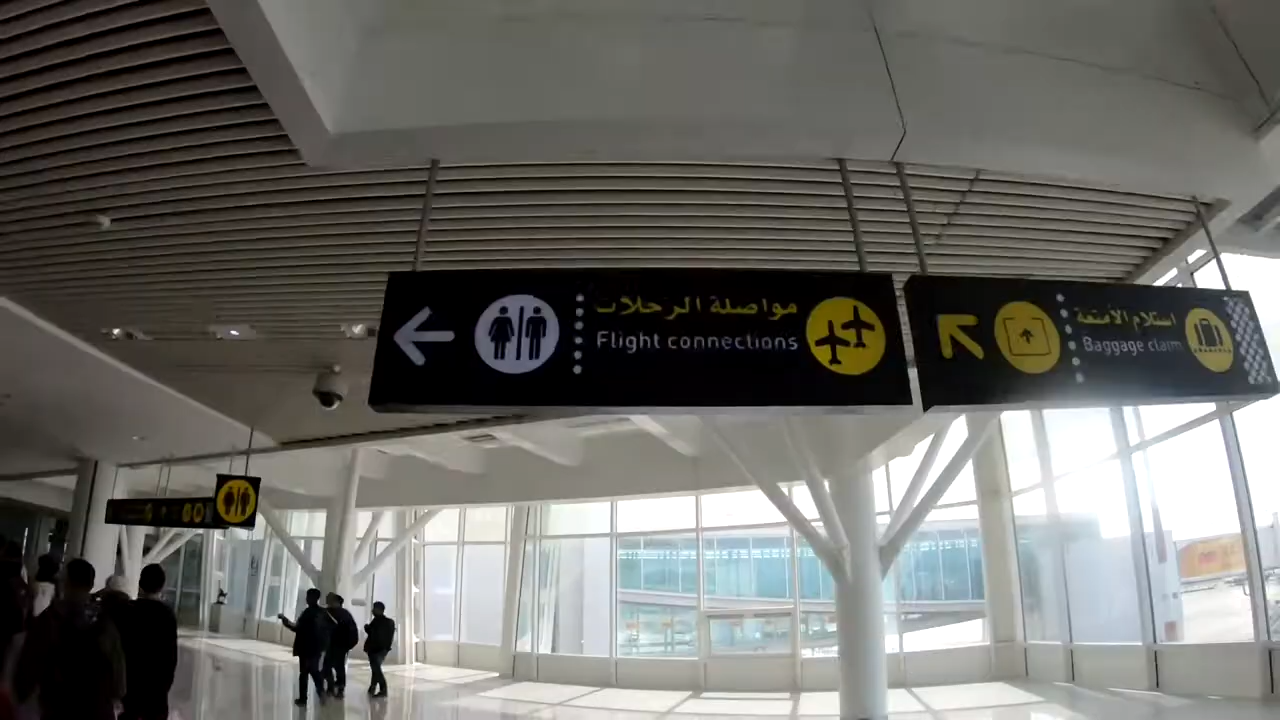 مواصلة الرحلات
Flight connections
استلام الأمتعة
Baggage claim